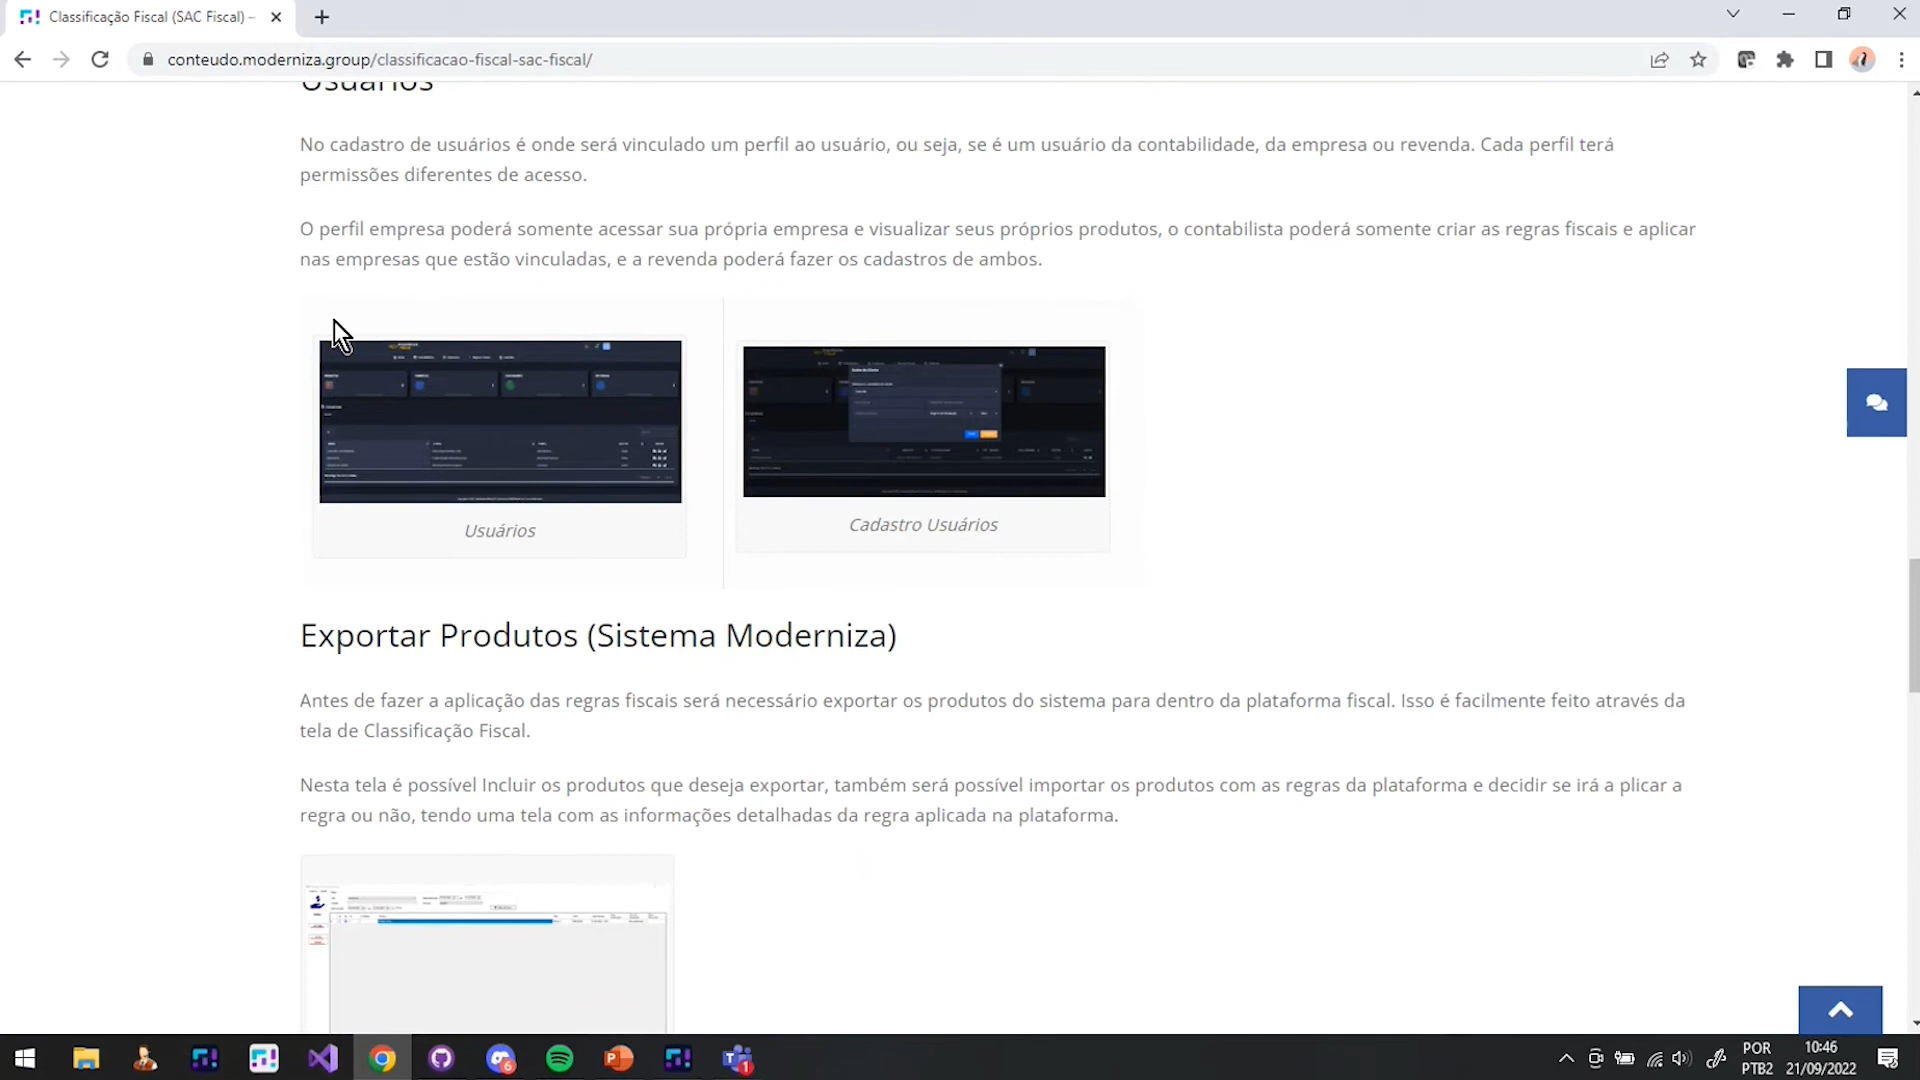 Classificação Fiscal (SAC Fiscal) –
conteudo.moderniza.group/classificacao-fiscal-sac-fiscal/
Usuários
No cadastro de usuários é onde será vinculado um perfil ao usuário, ou seja, se é um usuário da contabilidade, da empresa ou revenda. Cada perfil terá
permissões diferentes de acesso.
O perfil empresa poderá somente acessar sua própria empresa e visualizar seus próprios produtos, o contabilista poderá somente criar as regras fiscais e aplicar
nas empresas que estão vinculadas, e a revenda poderá fazer os cadastros de ambos.
Usuários
Cadastro Usuários
Exportar Produtos (Sistema Moderniza)
Antes de fazer a aplicação das regras fiscais será necessário exportar os produtos do sistema para dentro da plataforma fiscal. Isso é facilmente feito através da
tela de Classificação Fiscal.
Nesta tela é possível Incluir os produtos que deseja exportar, também será possível importar os produtos com as regras da plataforma e decidir se irá a plicar a
regra ou não, tendo uma tela com as informações detalhadas da regra aplicada na plataforma.
6
1
POR
PTB2
10:46
21/09/2022